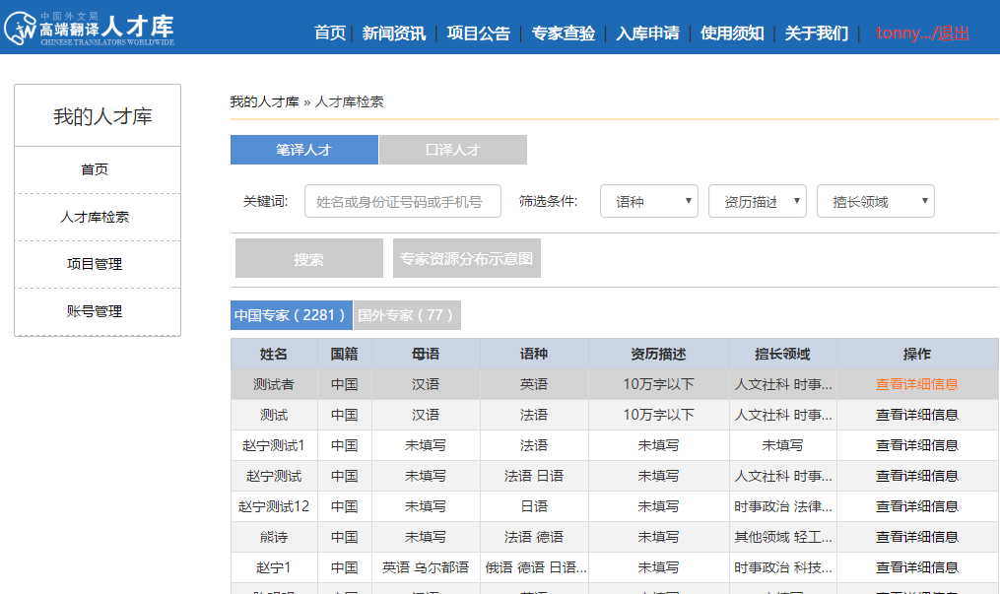 中国外文局
高端翻译人才库
CHINESE TRANSLATORS WORLDWIDE
首页 | 新闻资讯 | 项目公告 | 专家查验 | 入库申请 | 使用须知 | 关于我们 | tonny.../退出
我的人才库
首页
人才库检索
项目管理
账号管理
我的人才库 » 人才库检索
笔译人才 口译人才
关键词: 姓名或身份证号码或手机号 筛选条件: 语种 资历描述 擅长领域
搜索 专家资源分布示意图
中国专家（2281） 国外专家（77）
姓名 国籍 母语 语种 资历描述 擅长领域 操作
测试者 中国 汉语 英语 10万字以下 人文社科 时事... 查看详细信息
测试 中国 汉语 法语 10万字以下 人文社科 时事... 查看详细信息
赵宁测试1 中国 未填写 法语 未填写 未填写 查看详细信息
赵宁测试 中国 未填写 法语 日语 未填写 人文社科 时事... 查看详细信息
赵宁测试12 中国 未填写 日语 未填写 时事政治 法律... 查看详细信息
熊诗 中国 未填写 法语 德语 未填写 其他领域 轻工... 查看详细信息
赵宁1 中国 英语 乌尔都语 俄语 德语 日语... 未填写 时事政治 科技... 查看详细信息